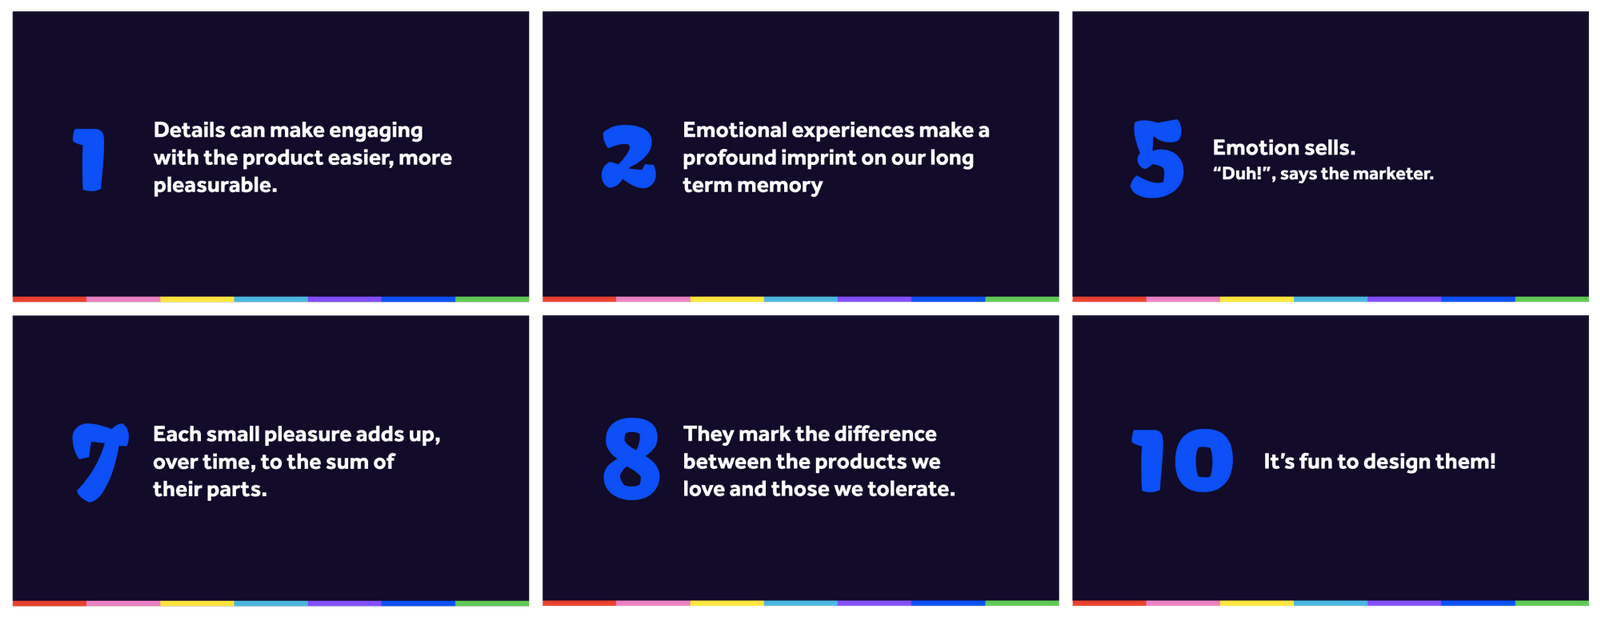 1
Details can make engaging
with the product easier, more
pleasurable.
2
Emotional experiences make a
profound imprint on our long
term memory
5
Emotion sells.
“Duh!”, says the marketer.
7
Each small pleasure adds up,
over time, to the sum of
their parts.
8
They mark the difference
between the products we
love and those we tolerate.
10
It’s fun to design them!